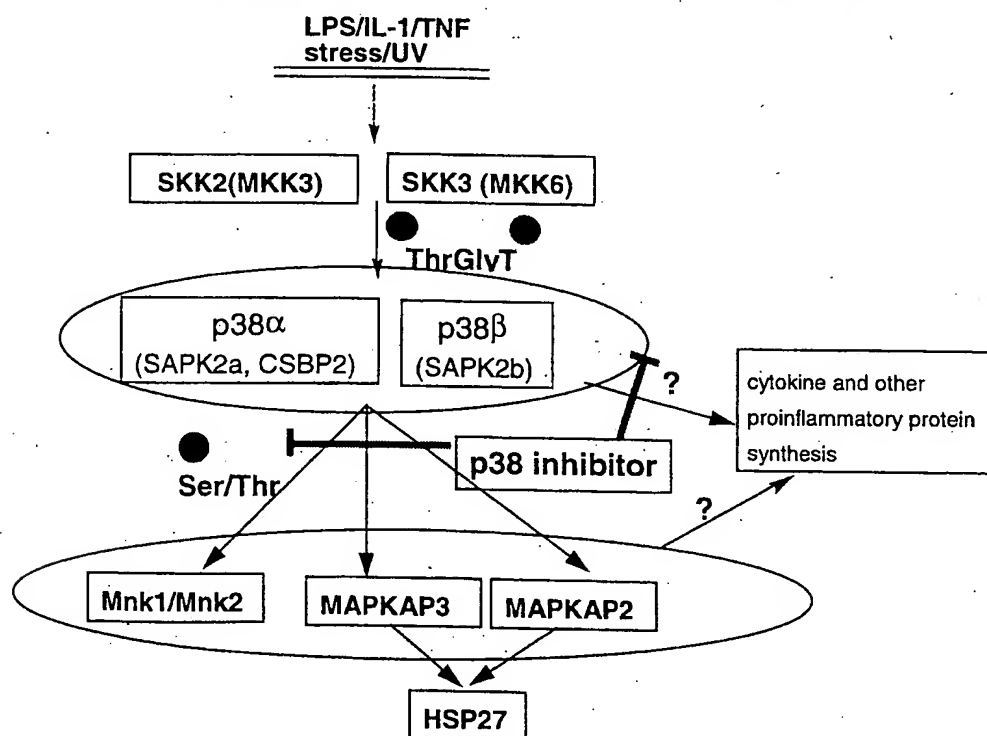 LPS/IL-1/TNF
stress/UV
SKK2(MKK3)
SKK3 (MKK6)
ThrGlyT
p38α
(SAPK2a, CSBP2)
p38β
(SAPK2b)
?
cytokine and other
proinflammatory protein
synthesis
p38 inhibitor
Ser/Thr
?
Mnk1/Mnk2
MAPKAP3
MAPKAP2
HSP27